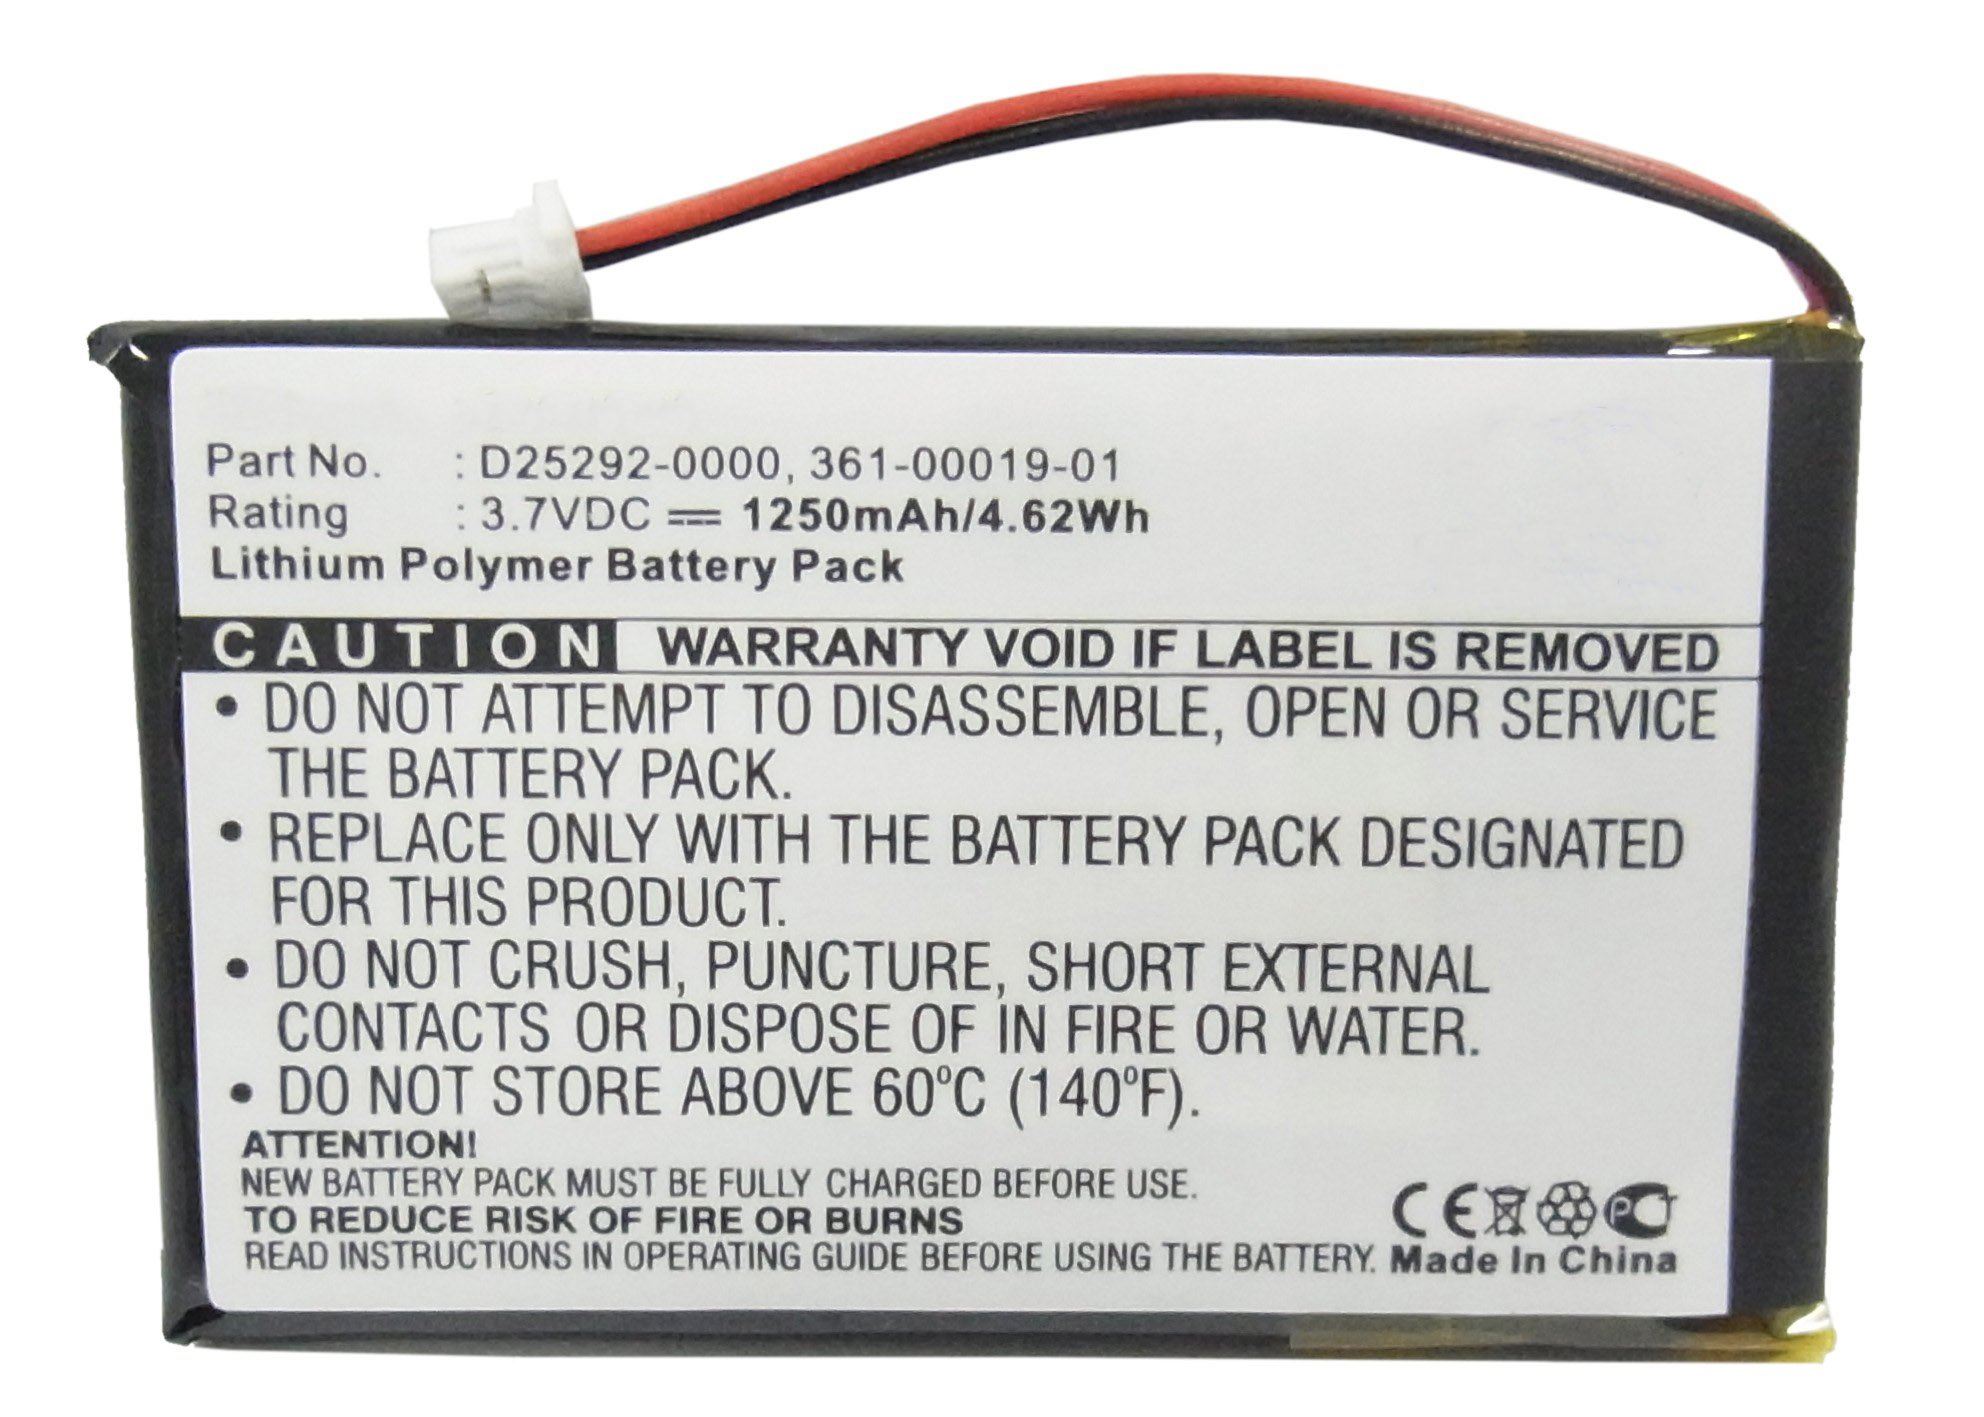 Part No. : D25292-0000, 361-00019-01
Rating : 3.7VDC ⎓ 1250mAh/4.62Wh
Lithium Polymer Battery Pack
CAUTION WARRANTY VOID IF LABEL IS REMOVED
• DO NOT ATTEMPT TO DISASSEMBLE, OPEN OR SERVICE
THE BATTERY PACK.
• REPLACE ONLY WITH THE BATTERY PACK DESIGNATED
FOR THIS PRODUCT.
• DO NOT CRUSH, PUNCTURE, SHORT EXTERNAL
CONTACTS OR DISPOSE OF IN FIRE OR WATER.
• DO NOT STORE ABOVE 60°C (140°F).
ATTENTION!
NEW BATTERY PACK MUST BE FULLY CHARGED BEFORE USE.
TO REDUCE RISK OF FIRE OR BURNS
READ INSTRUCTIONS IN OPERATING GUIDE BEFORE USING THE BATTERY.
CE PC
Made In China